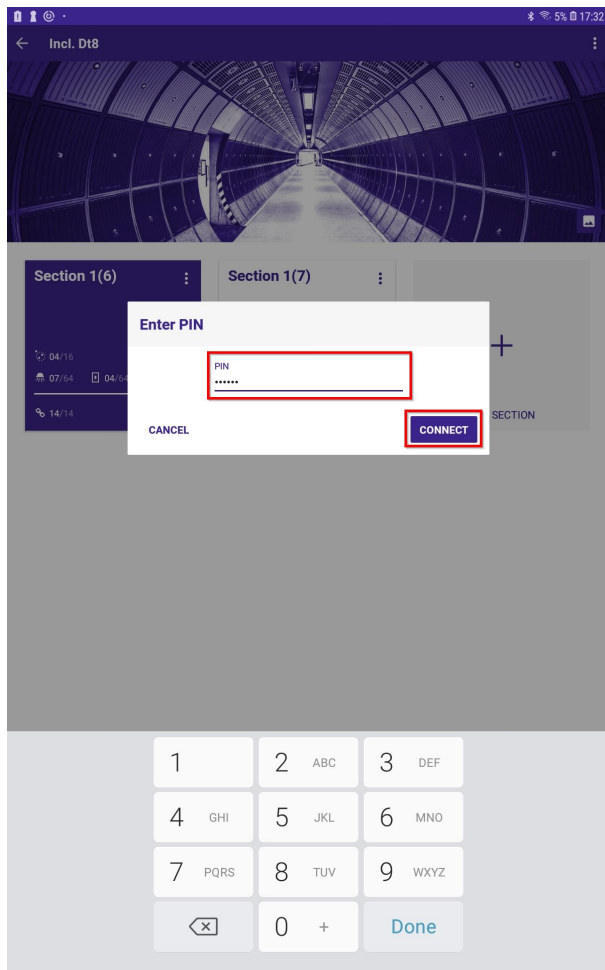 5% 17:32
Incl. Dt8
Section 1(6)
Section 1(7)
Enter PIN
04/16
PIN
••••••
07/64 04/64
14/14
SECTION
CANCEL
CONNECT
1
2 ABC
3 DEF
4 GHI
5 JKL
6 MNO
7 PQRS
8 TUV
9 WXYZ
0 +
Done